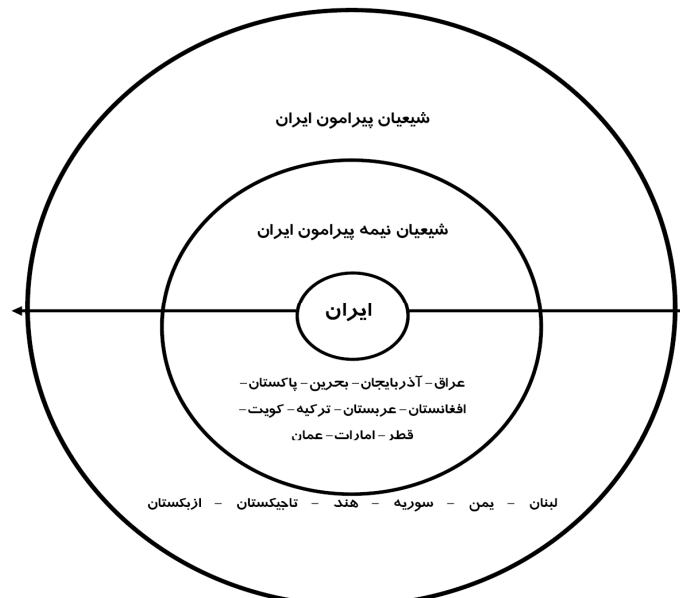 شیعیان پیرامون ایران
شیعیان نیمه پیرامون ایران
ایران
عراق – آذربایجان – بحرین – پاکستان –
افغانستان – عربستان – ترکیه – کویت –
قطر – امارات – عمان
لبنان – یمن – سوریه – هند – تاجیکستان – ازبکستان